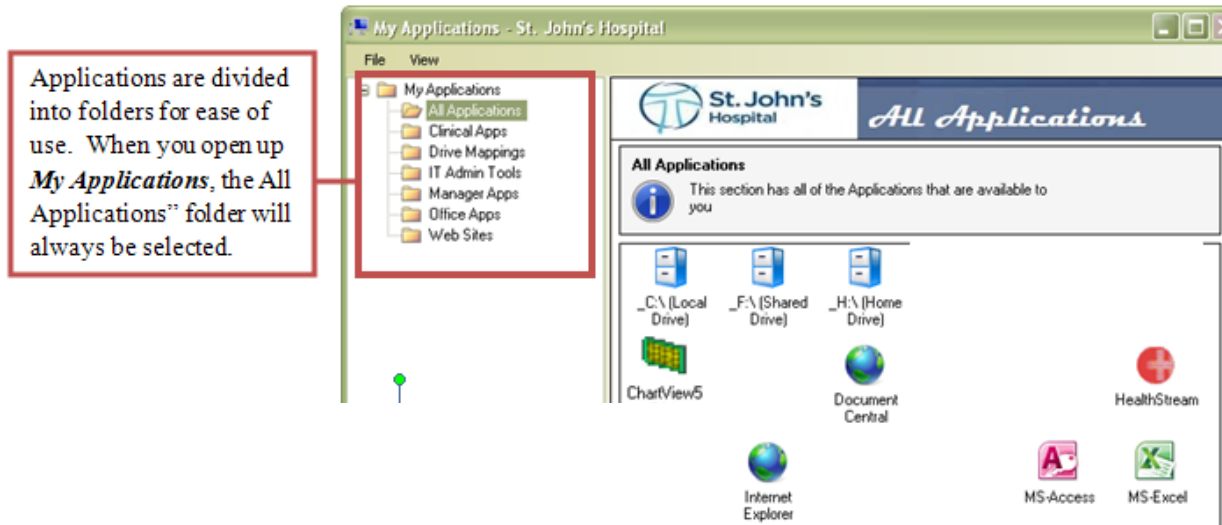 My Applications - St. John's Hospital
File View
Applications are divided
into folders for ease of
use. When you open up
My Applications, the All
Applications” folder will
always be selected.
My Applications
All Applications
Clinical Apps
Drive Mappings
IT Admin Tools
Manager Apps
Office Apps
Web Sites
St. John's
Hospital
All Applications
All Applications
This section has all of the Applications that are available to
you
_C:\ (Local
Drive)
_F:\ (Shared
Drive)
_H:\ (Home
Drive)
ChartView5
Document
Central
HealthStream
Internet
Explorer
MS-Access
MS-Excel